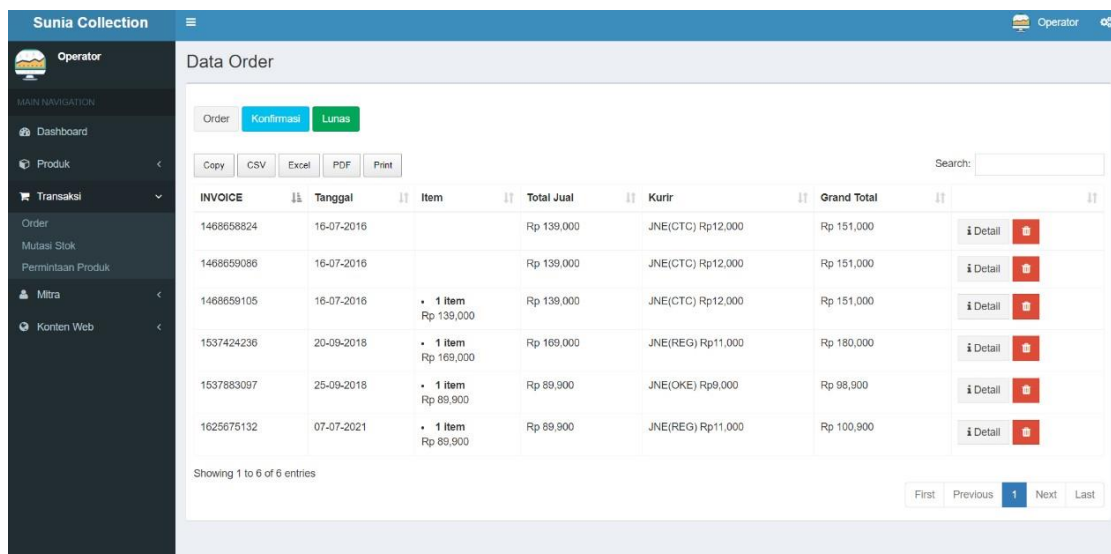 Sunia Collection
Operator
Operator
MAIN NAVIGATION
Dashboard
Produk
Transaksi
Order
Mutasi Stok
Permintaan Produk
Mitra
Konten Web
Data Order
Order Konfirmasi Lunas
Copy CSV Excel PDF Print Search:
INVOICE Tanggal Item Total Jual Kurir Grand Total
1468658824 16-07-2016 Rp 139,000 JNE(CTC) Rp12,000 Rp 151,000 Detail
1468659086 16-07-2016 Rp 139,000 JNE(CTC) Rp12,000 Rp 151,000 Detail
1468659105 16-07-2016 • 1 item Rp 139,000 JNE(CTC) Rp12,000 Rp 151,000 Detail
Rp 139,000
1537424236 20-09-2018 • 1 item Rp 169,000 JNE(REG) Rp11,000 Rp 180,000 Detail
Rp 169,000
1537883097 25-09-2018 • 1 item Rp 89,900 JNE(OKE) Rp9,000 Rp 98,900 Detail
Rp 89,900
1625675132 07-07-2021 • 1 item Rp 89,900 JNE(REG) Rp11,000 Rp 100,900 Detail
Rp 89,900
Showing 1 to 6 of 6 entries
First Previous 1 Next Last